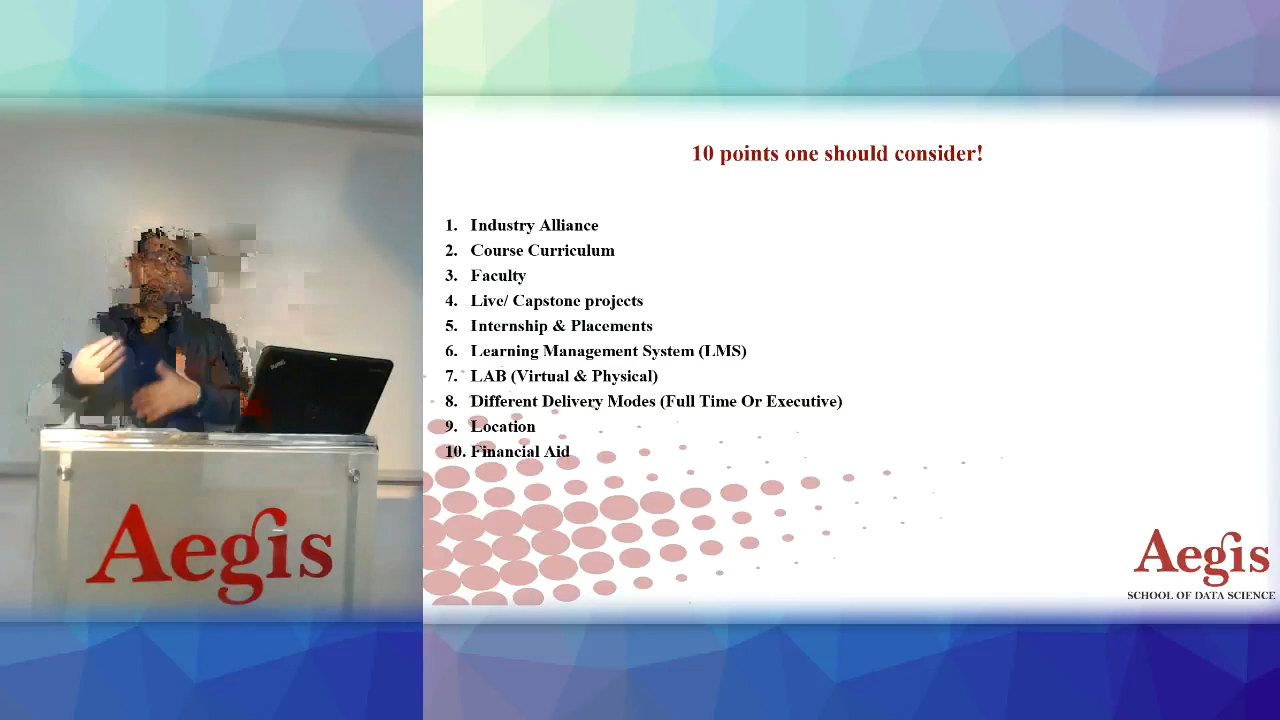 10 points one should consider!
1. Industry Alliance
2. Course Curriculum
3. Faculty
4. Live/ Capstone projects
5. Internship & Placements
6. Learning Management System (LMS)
7. LAB (Virtual & Physical)
8. Different Delivery Modes (Full Time Or Executive)
9. Location
10. Financial Aid
Aegis
Aegis
SCHOOL OF DATA SCIENCE